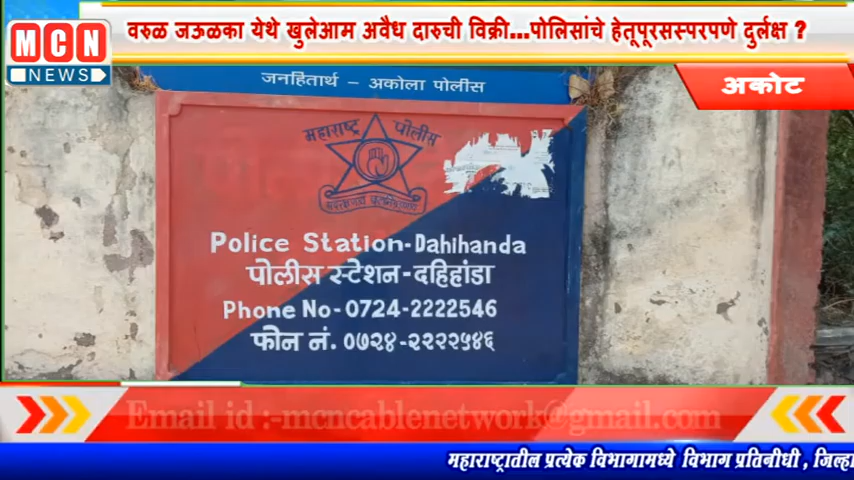 MCN
NEWS
वरुळ जऊळका येथे खुलेआम अवैध दारुची विक्री...पोलिसांचे हेतूपूरसस्परपणे दुर्लक्ष ?
अकोट
जनहितार्थ - अकोला पोलीस
महाराष्ट्र पोलीस
Police Station-Dahihanda
पोलीस स्टेशन-दहिहांडा
Phone No-0724-2222546
फोन नं. ०७२४-२२२२५४६
Email id :-mcncablenetwork@gmail.com
महाराष्ट्रातील प्रत्येक विभागामध्ये विभाग प्रतिनीधी , जिल्हा